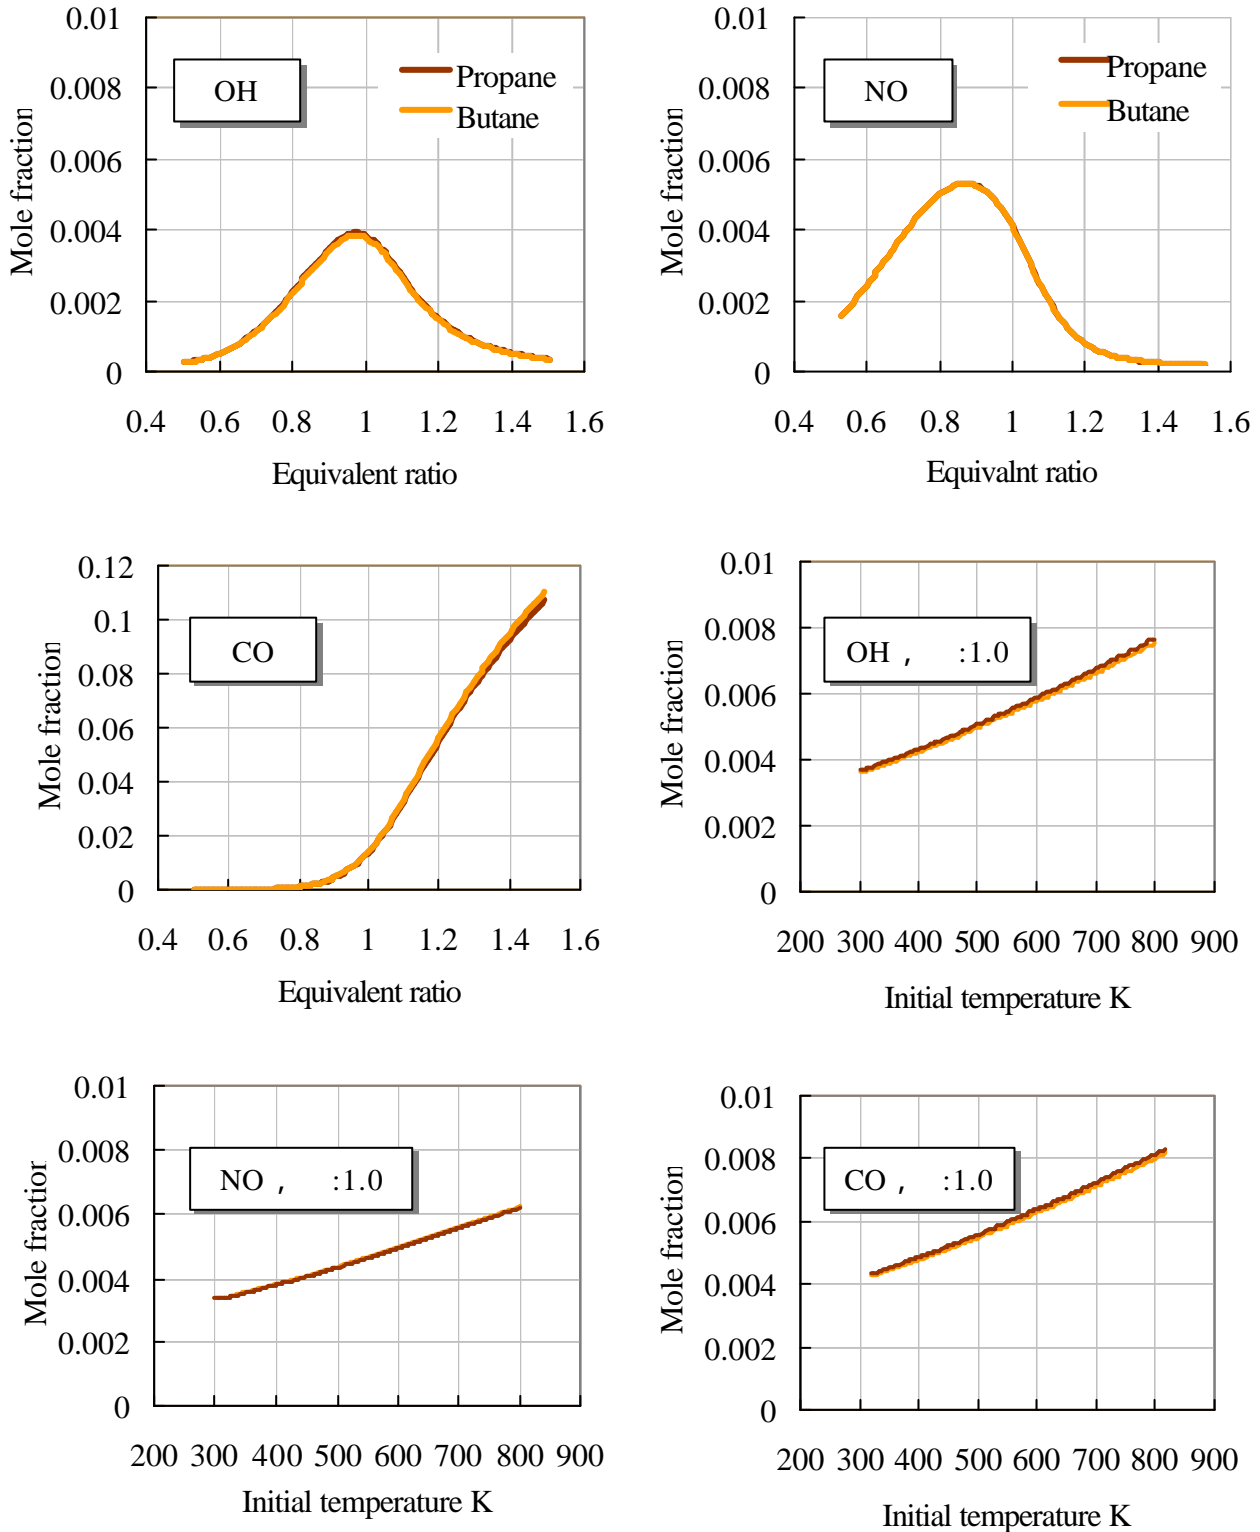 0.01
0.008
0.006
0.004
0.002
0
Mole fraction
OH
Propane
Butane
0.4 0.6 0.8 1 1.2 1.4 1.6
Equivalent ratio
0.01
0.008
0.006
0.004
0.002
0
Mole fraction
NO
Propane
Butane
0.4 0.6 0.8 1 1.2 1.4 1.6
Equivalnt ratio
0.12
0.1
0.08
0.06
0.04
0.02
0
Mole fraction
CO
0.4 0.6 0.8 1 1.2 1.4 1.6
Equivalent ratio
0.01
0.008
0.006
0.004
0.002
0
Mole fraction
OH , :1.0
200 300 400 500 600 700 800 900
Initial temperature K
0.01
0.008
0.006
0.004
0.002
0
Mole fraction
NO , :1.0
200 300 400 500 600 700 800 900
Initial temperature K
0.01
0.008
0.006
0.004
0.002
0
Mole fraction
CO , :1.0
200 300 400 500 600 700 800 900
Initial temperature K